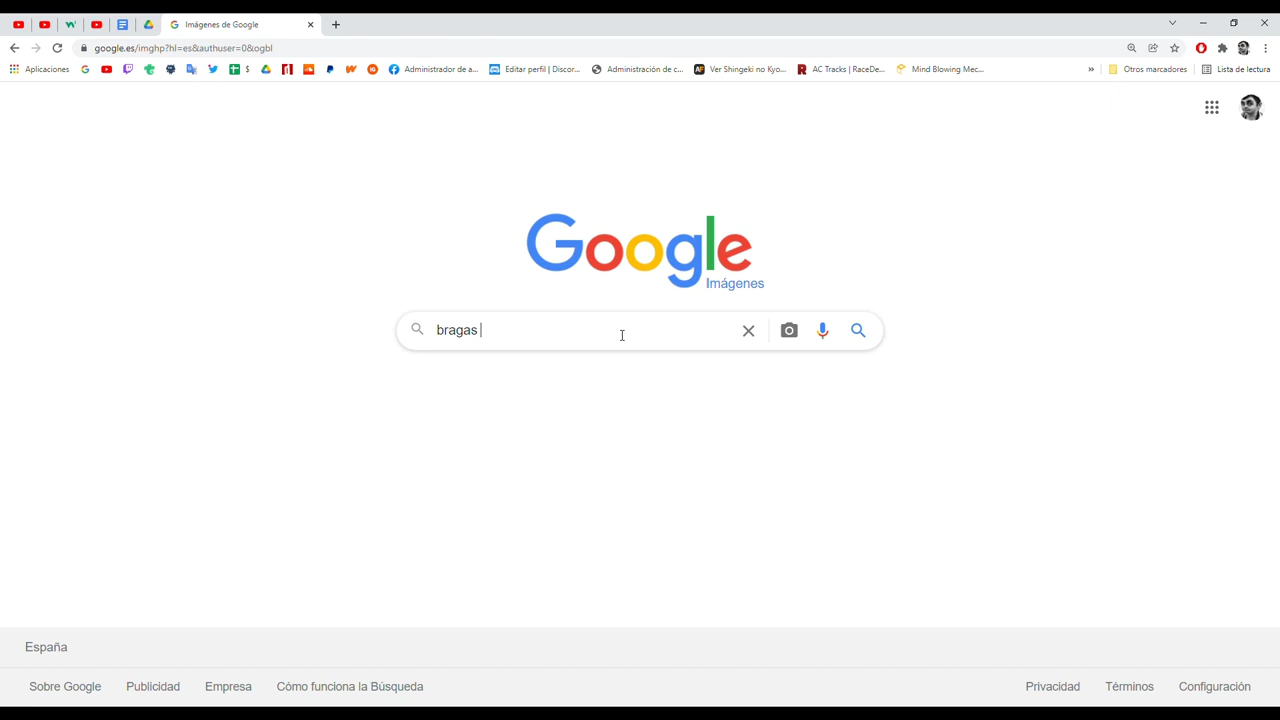 Imágenes de Google
google.es/imghp?hl=es&authuser=0&ogbl
Aplicaciones
$
Administrador de a...
Editar perfil | Discor...
Administración de c...
Ver Shingeki no Kyo...
AC Tracks | RaceDe...
Mind Blowing Mec...
»
Otros marcadores
Lista de lectura
Google
Imágenes
bragas
España
Sobre Google
Publicidad
Empresa
Cómo funciona la Búsqueda
Privacidad
Términos
Configuración